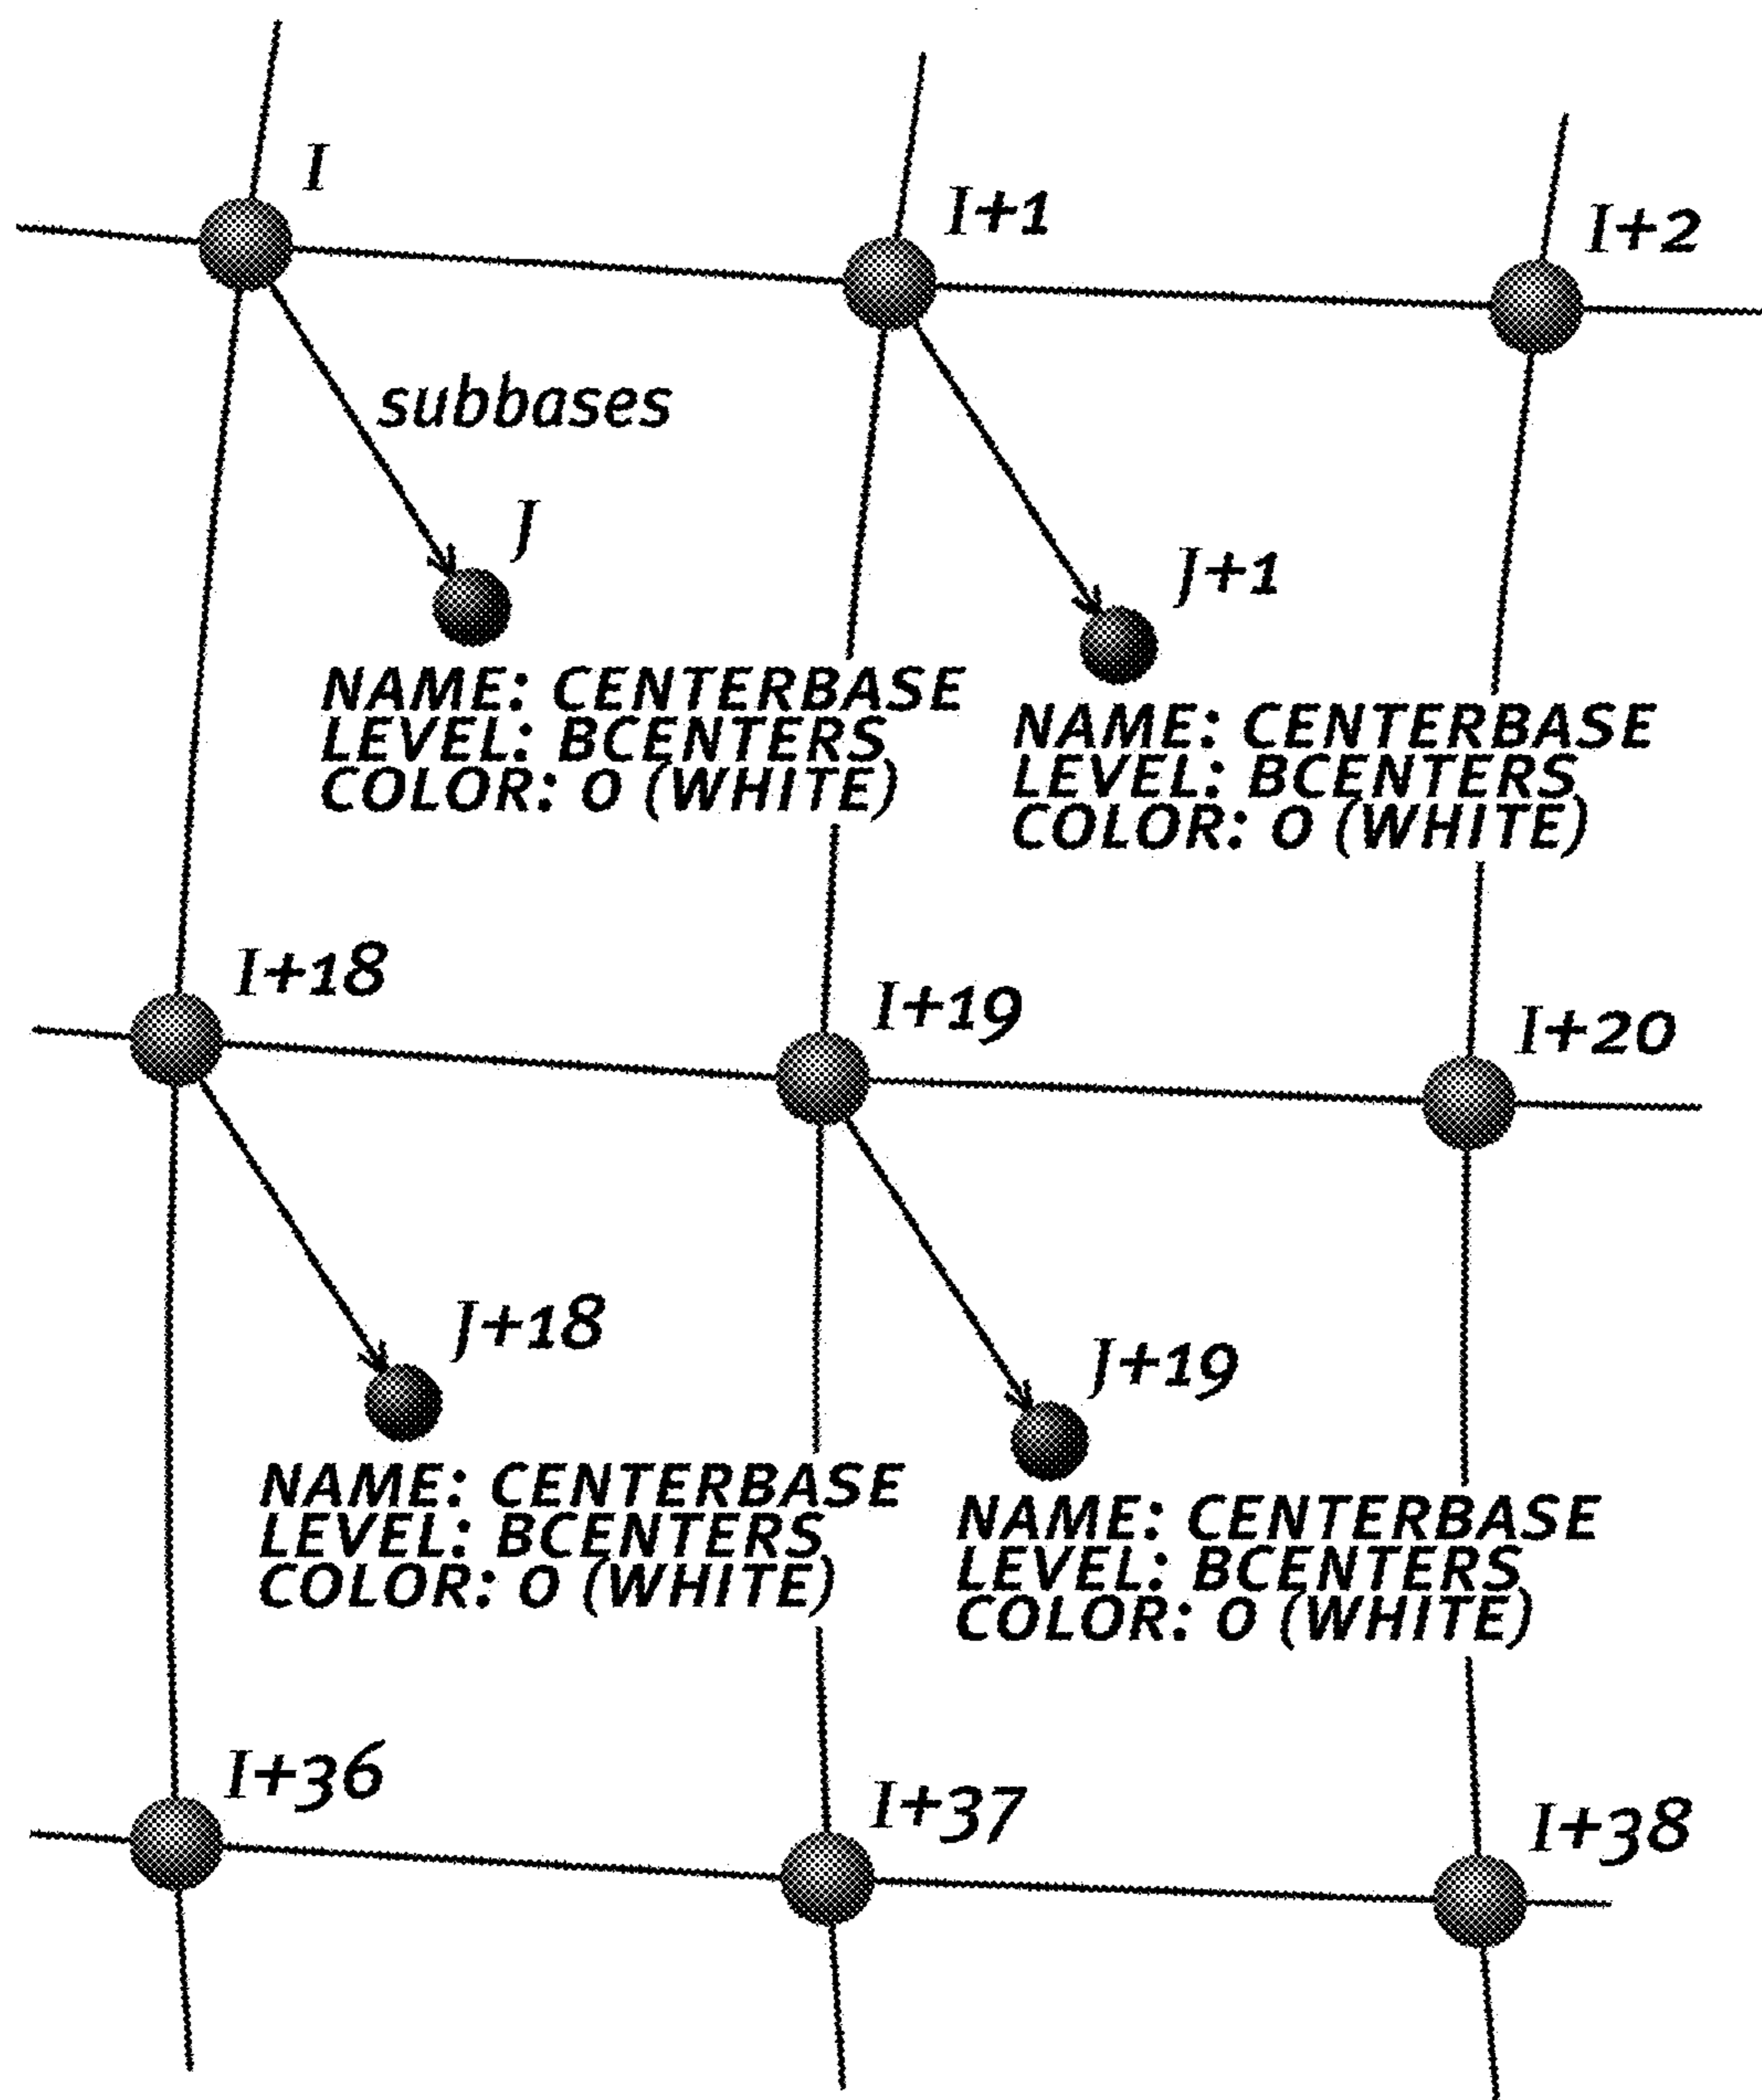 I
I+1
I+2
subbases
J
J+1
NAME: CENTERBASE
LEVEL: BCENTERS
COLOR: 0 (WHITE)
NAME: CENTERBASE
LEVEL: BCENTERS
COLOR: 0 (WHITE)
I+18
I+19
I+20
J+18
J+19
NAME: CENTERBASE
LEVEL: BCENTERS
COLOR: 0 (WHITE)
NAME: CENTERBASE
LEVEL: BCENTERS
COLOR: 0 (WHITE)
I+36
I+37
I+38